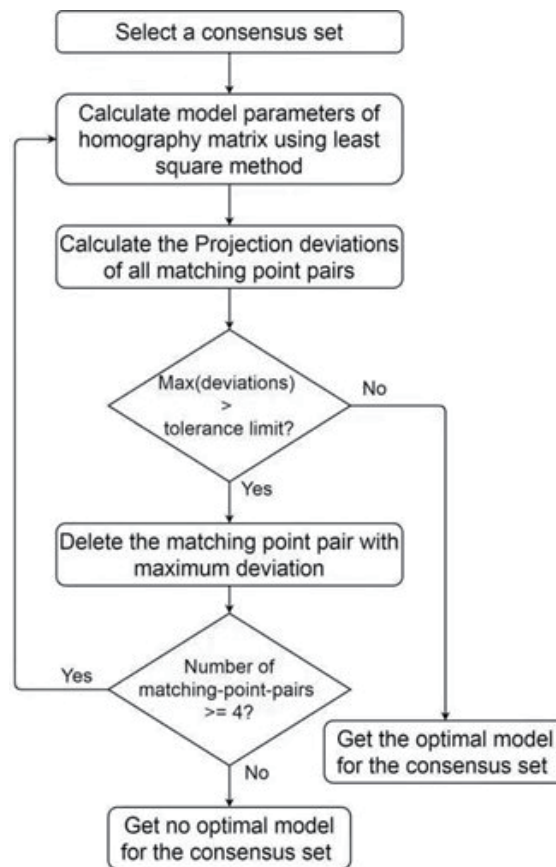 Select a consensus set
Calculate model parameters of
homography matrix using least
square method
Calculate the Projection deviations
of all matching point pairs
Max(deviations)
>
tolerance limit?
No
Yes
Delete the matching point pair with
maximum deviation
Yes
Number of
matching-point-pairs
>= 4?
Get the optimal model
for the consensus set
No
Get no optimal model
for the consensus set